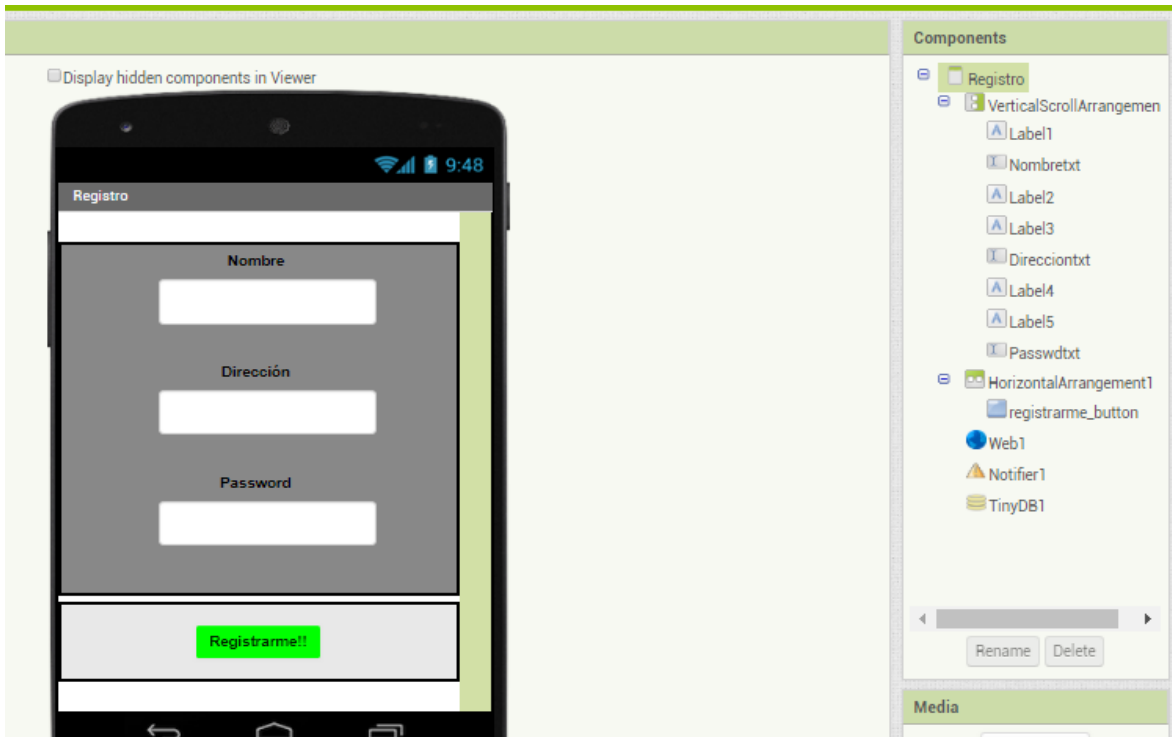 Components
Display hidden components in Viewer
9:48
Registro
Nombre
Dirección
Password
Registrarme!!
Registro
VerticalScrollArrangemen
Label1
Nombretxt
Label2
Label3
Direcciontxt
Label4
Label5
Passwdtxt
HorizontalArrangement1
registrarme_button
Web1
Notifier1
TinyDB1
Rename Delete
Media